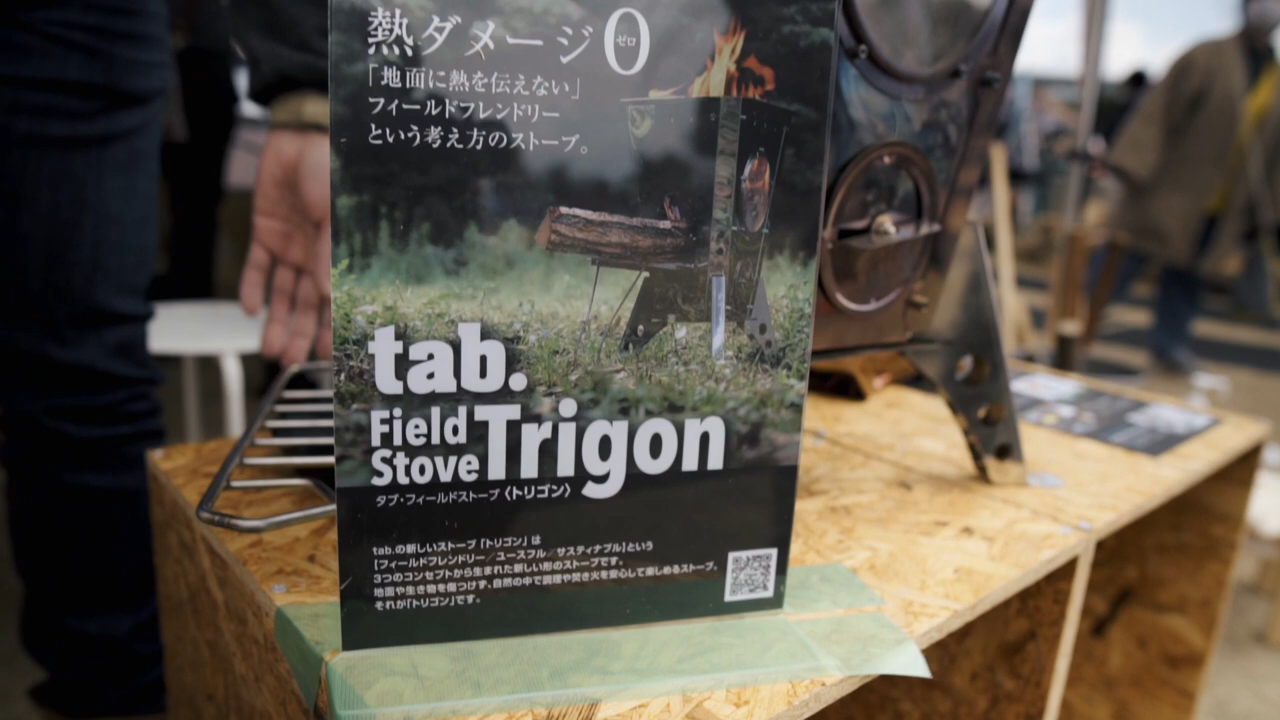 熱ダメージ0
ゼロ
「地面に熱を伝えない」
フィールドフレンドリー
という考え方のストーブ。
tab.
Field
Stove
Trigon
タブ・フィールドストーブ〈トリゴン〉
tab.の新しいストーブ「トリゴン」は
[フィールドフレンドリー／ユースフル／サスティナブル]という
3つのコンセプトから生まれた新しい形のストーブです。
地面や生き物を傷つけず、自然の中で調理や焚き火を安心して楽しめるストーブ。
それが「トリゴン」です。